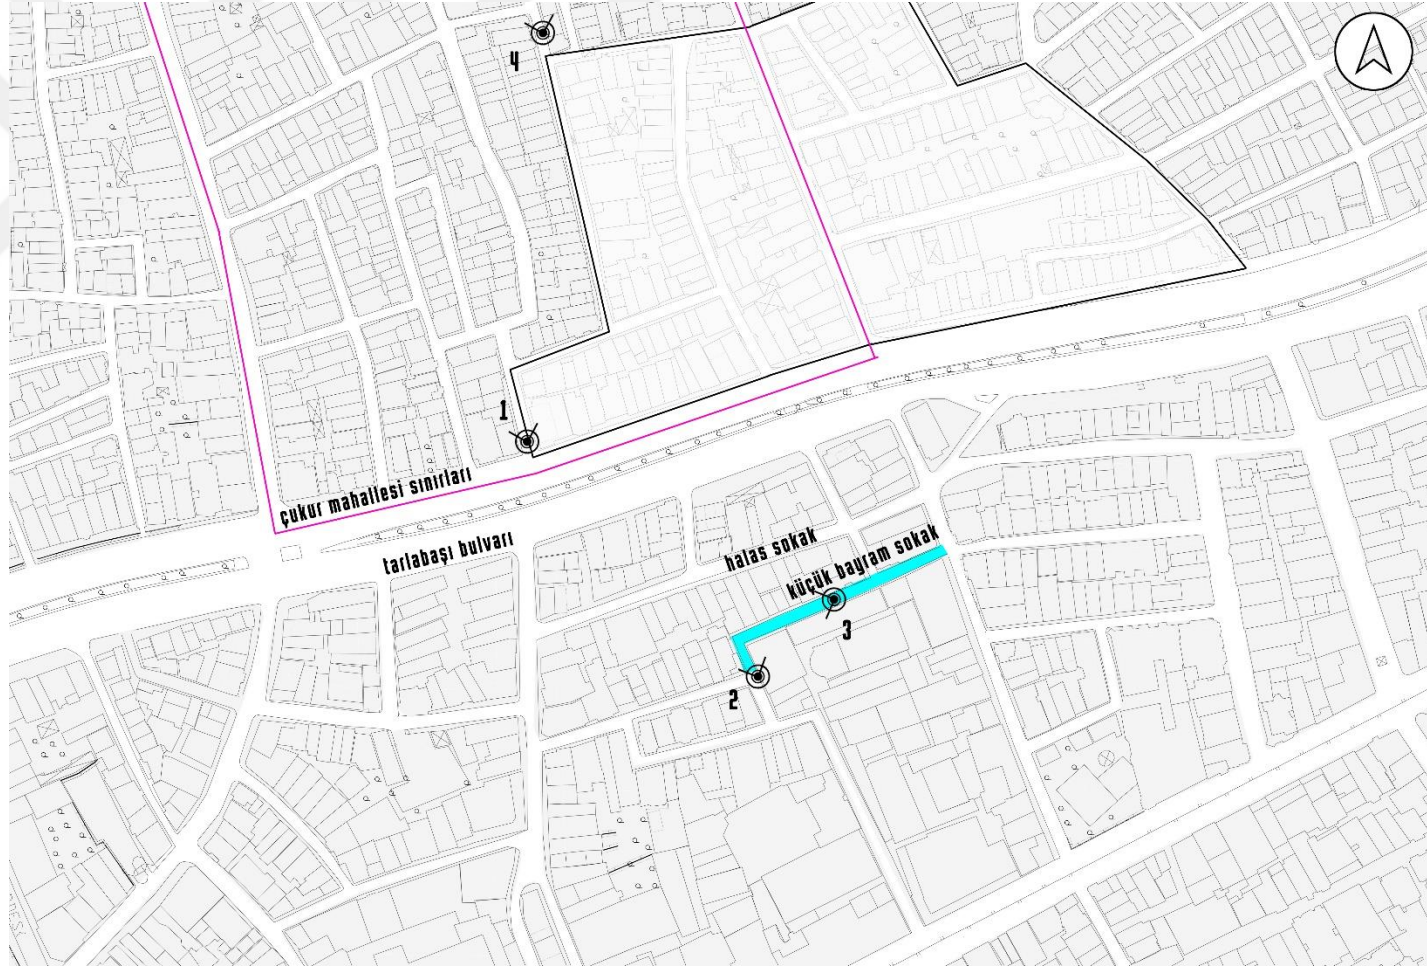 4
1
çukur mahallesi sınırları
tarlabaşı bulvarı
halas sokak
küçük bayram sokak
3
2